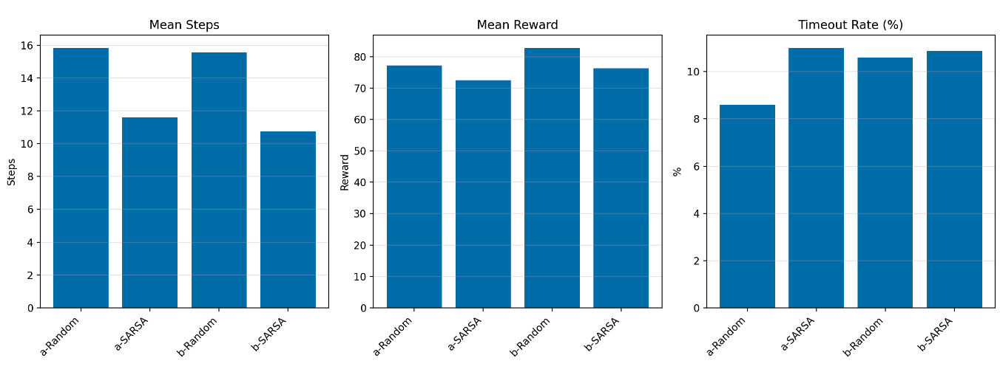 Mean Steps
Steps
16
14
12
10
8
6
4
2
0
a-Random
a-SARSA
b-Random
b-SARSA
Mean Reward
Reward
80
70
60
50
40
30
20
10
0
a-Random
a-SARSA
b-Random
b-SARSA
Timeout Rate (%)
%
10
8
6
4
2
0
a-Random
a-SARSA
b-Random
b-SARSA